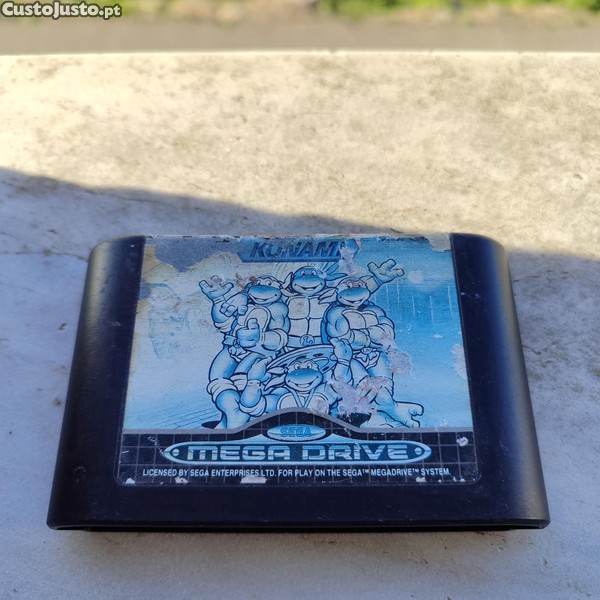 CustoJusto.pt
KONAMI
SEGA
MEGA DRIVE
LICENSED BY SEGA ENTERPRISES LTD. FOR PLAY ON THE SEGA™ MEGADRIVE™ SYSTEM.